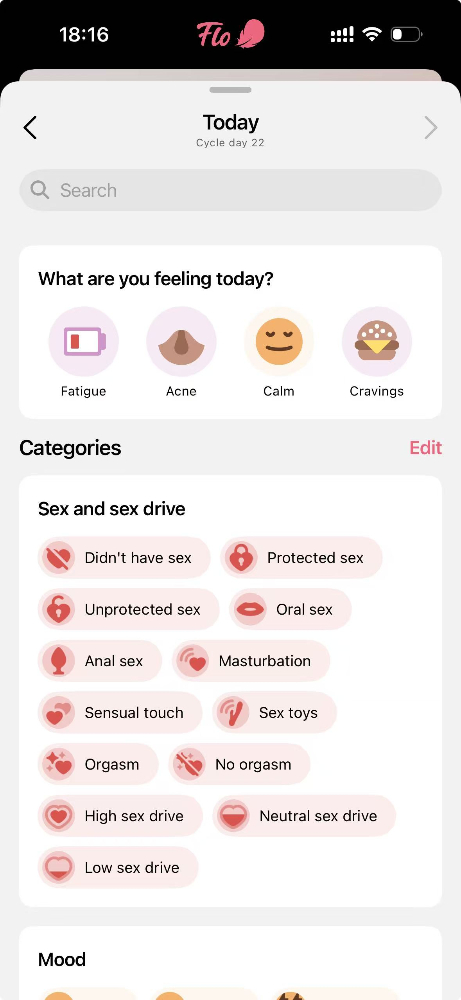 18:16
Flo
Today
Cycle day 22
Search
What are you feeling today?
Fatigue Acne Calm Cravings
Categories Edit
Sex and sex drive
Didn't have sex Protected sex
Unprotected sex Oral sex
Anal sex Masturbation
Sensual touch Sex toys
Orgasm No orgasm
High sex drive Neutral sex drive
Low sex drive
Mood